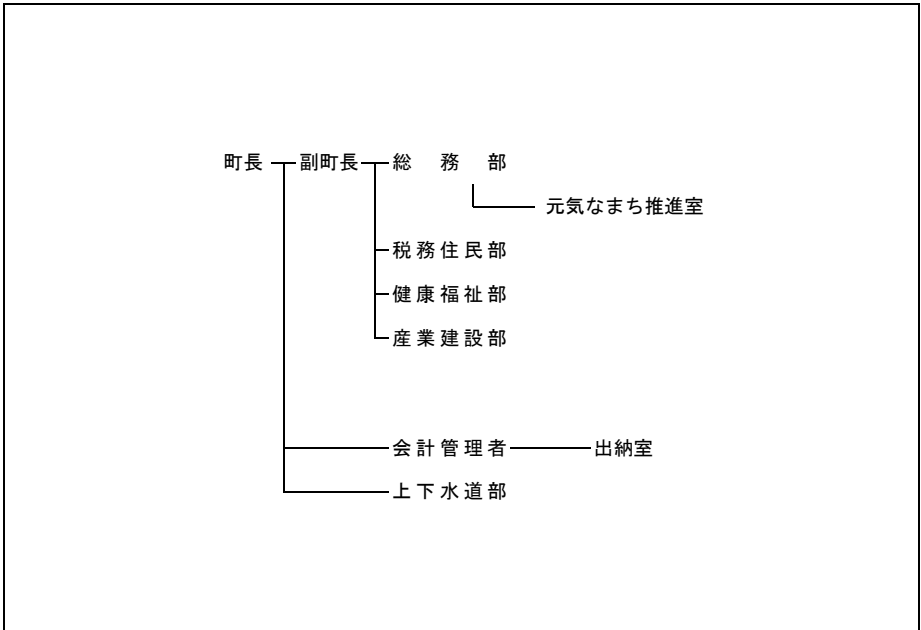 町長 副町長 総務部
元気なまち推進室
税務住民部
健康福祉部
産業建設部
会計管理者 出納室
上下水道部